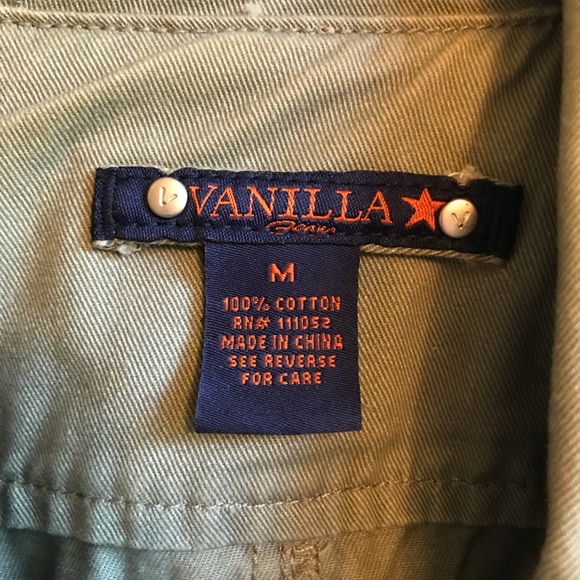 VANILLA
Jeans
M
100% COTTON
RN# 111052
MADE IN CHINA
SEE REVERSE
FOR CARE